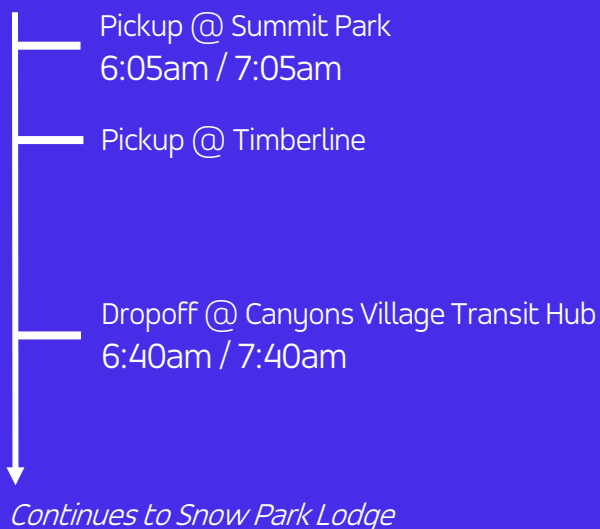 Pickup @ Summit Park
6:05am / 7:05am
Pickup @ Timberline
Dropoff @ Canyons Village Transit Hub
6:40am / 7:40am
Continues to Snow Park Lodge